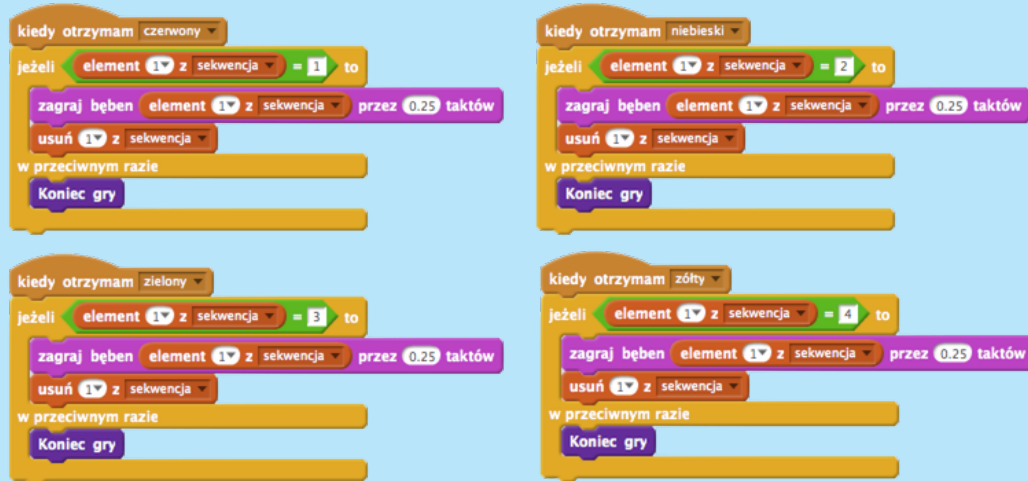 kiedy otrzymam czerwony
jeżeli element 1 z sekwencja = 1 to
zagraj bęben element 1 z sekwencja przez 0.25 taktów
usuń 1 z sekwencja
w przeciwnym razie
Koniec gry
kiedy otrzymam niebieski
jeżeli element 1 z sekwencja = 2 to
zagraj bęben element 1 z sekwencja przez 0.25 taktów
usuń 1 z sekwencja
w przeciwnym razie
Koniec gry
kiedy otrzymam zielony
jeżeli element 1 z sekwencja = 3 to
zagraj bęben element 1 z sekwencja przez 0.25 taktów
usuń 1 z sekwencja
w przeciwnym razie
Koniec gry
kiedy otrzymam zółty
jeżeli element 1 z sekwencja = 4 to
zagraj bęben element 1 z sekwencja przez 0.25 taktów
usuń 1 z sekwencja
w przeciwnym razie
Koniec gry